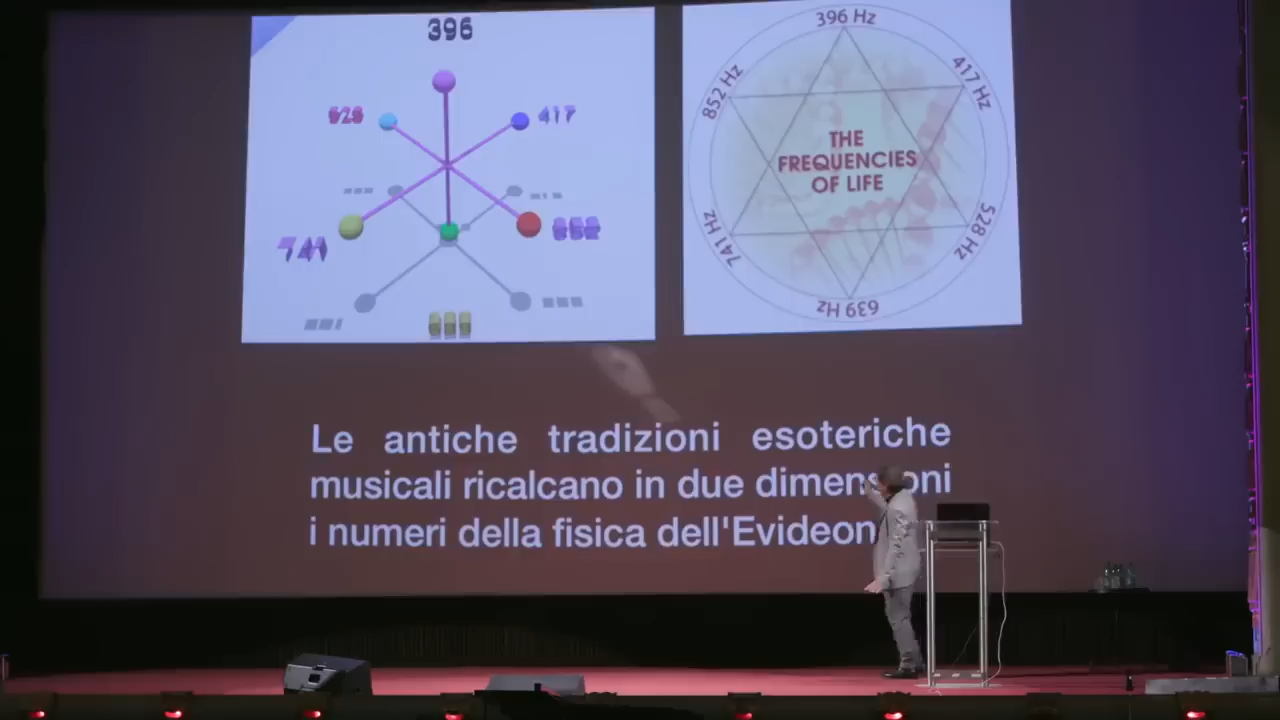 396
528
417
741
852
396 Hz
417 Hz
852 Hz
THE
FREQUENCIES
OF LIFE
741 Hz
528 Hz
639 Hz
Le antiche tradizioni esoteriche
musicali ricalcano in due dimensioni
i numeri della fisica dell'Evideon